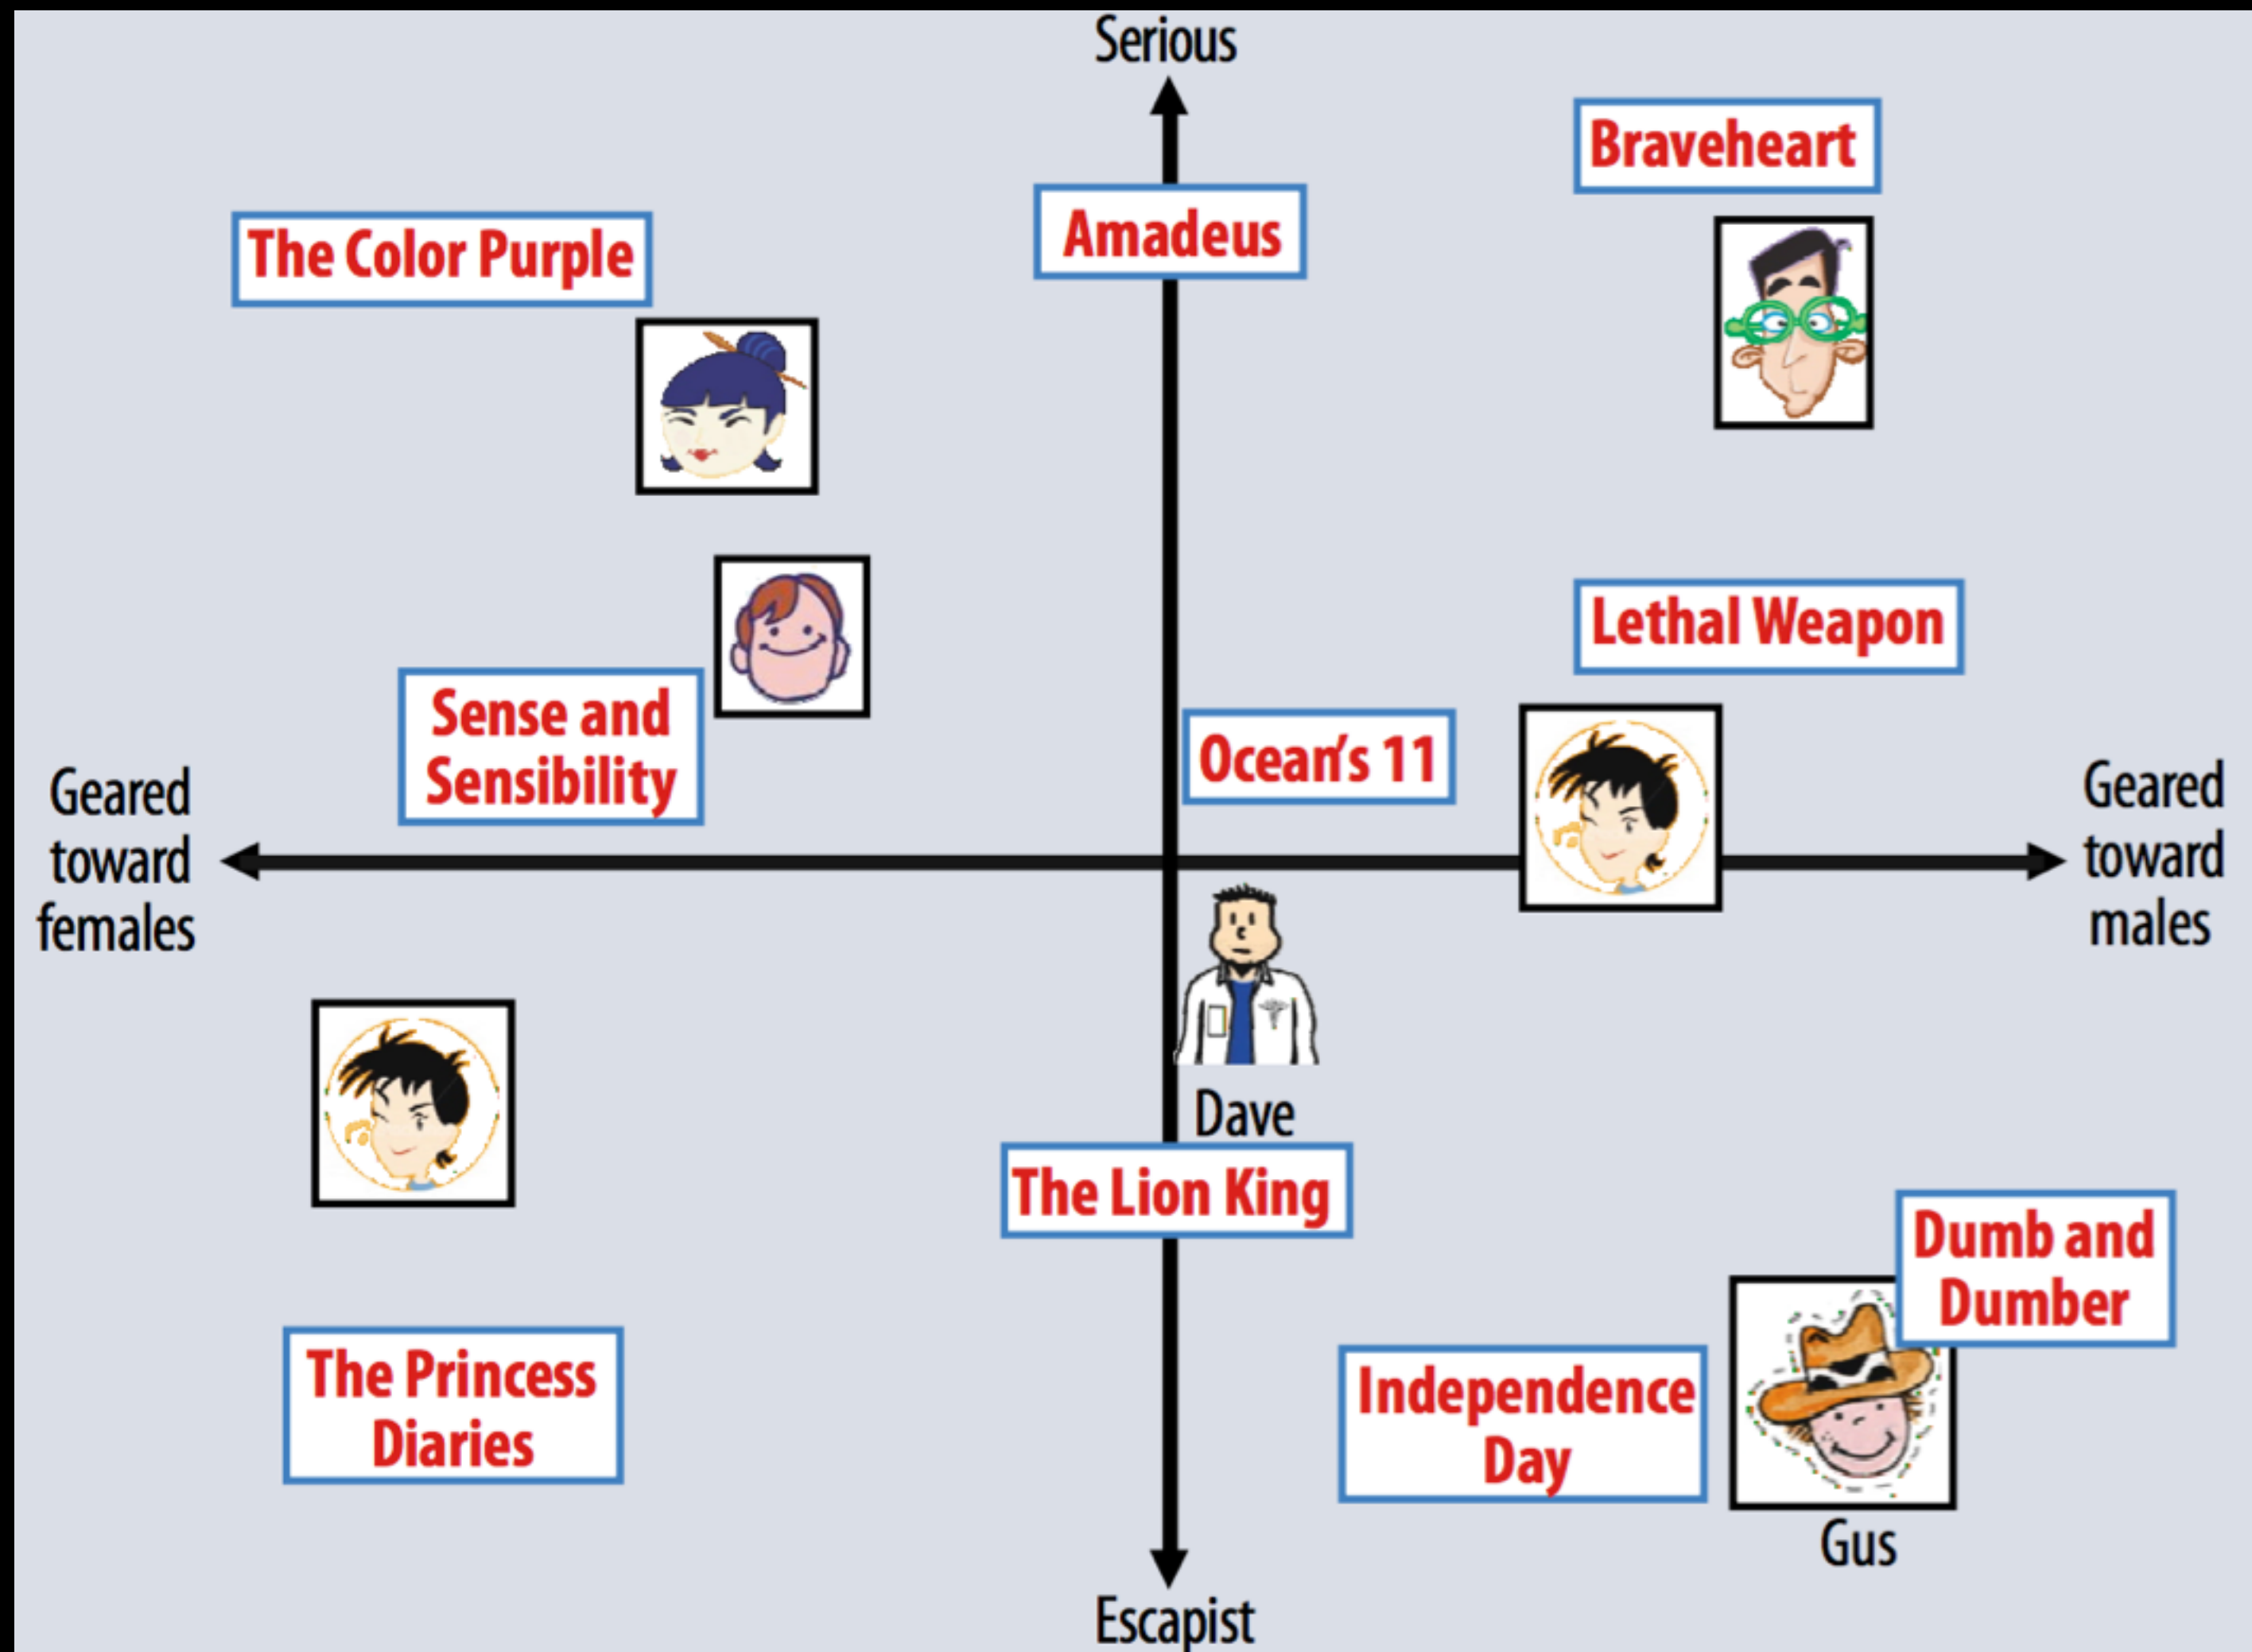 Serious
Braveheart
Amadeus
The Color Purple
Lethal Weapon
Sense and
Sensibility
Ocean's 11
Geared
toward
females
Geared
toward
males
Dave
The Lion King
Dumb and
Dumber
The Princess
Diaries
Independence
Day
Gus
Escapist